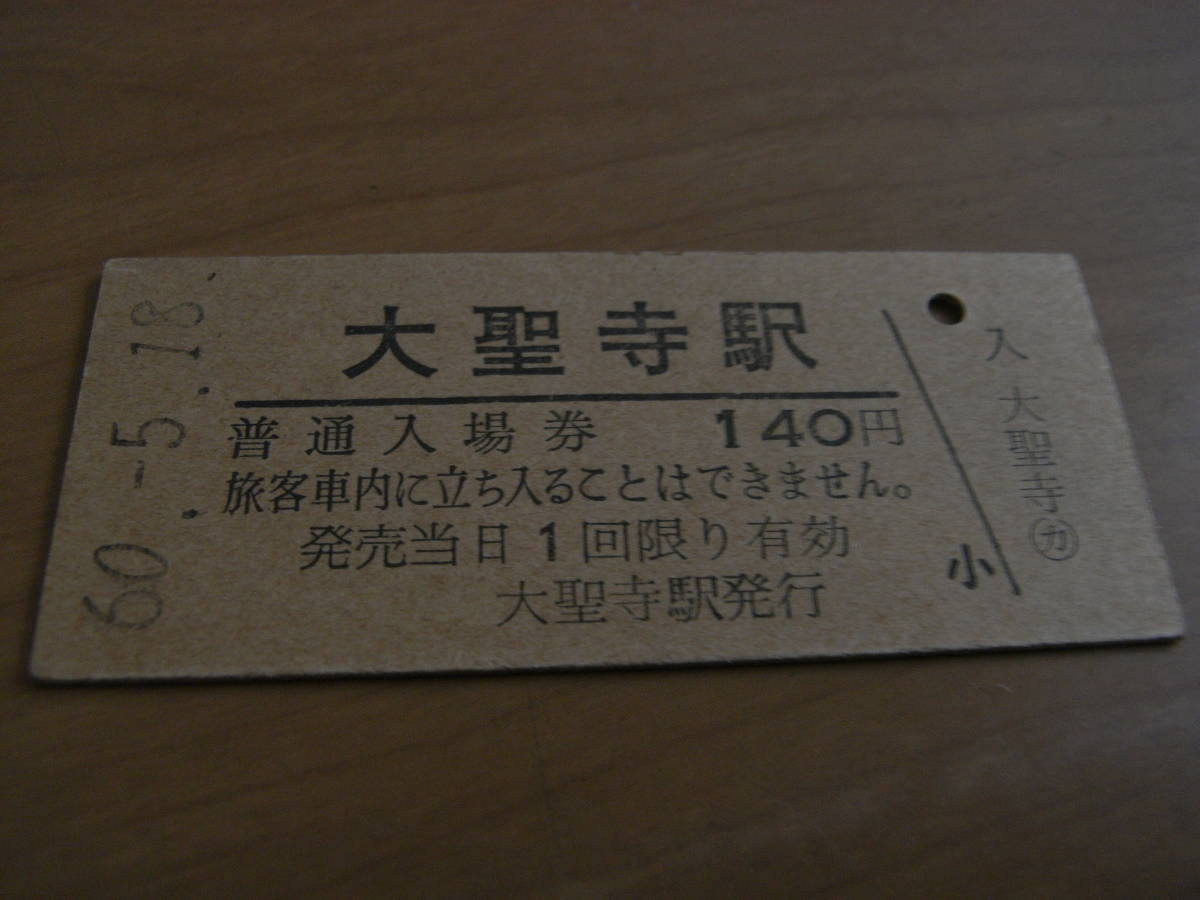 60.-5.18.
大聖寺駅
普通入場券 140円
旅客車内に立ち入ることはできません。
発売当日1回限り有効
大聖寺駅発行
小
入
大聖寺㋕